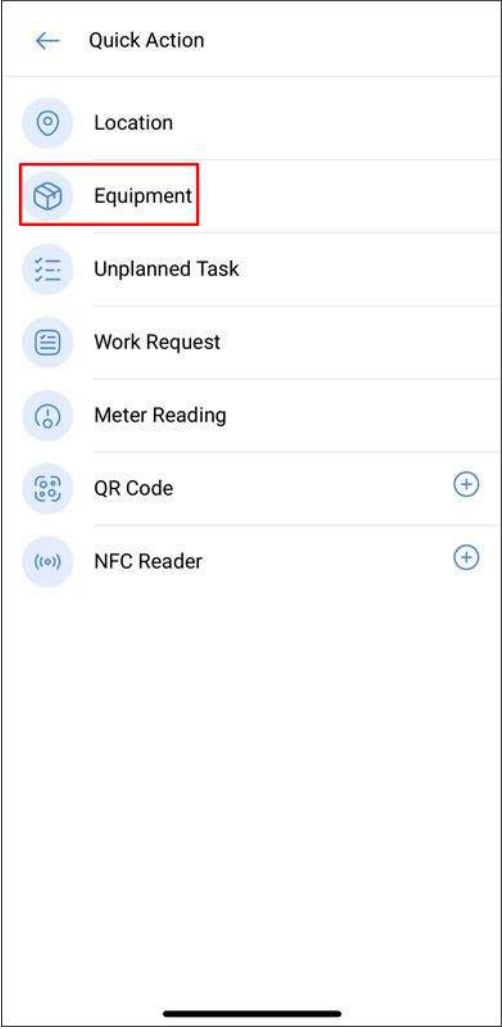 Quick Action
Location
Equipment
Unplanned Task
Work Request
Meter Reading
QR Code
NFC Reader